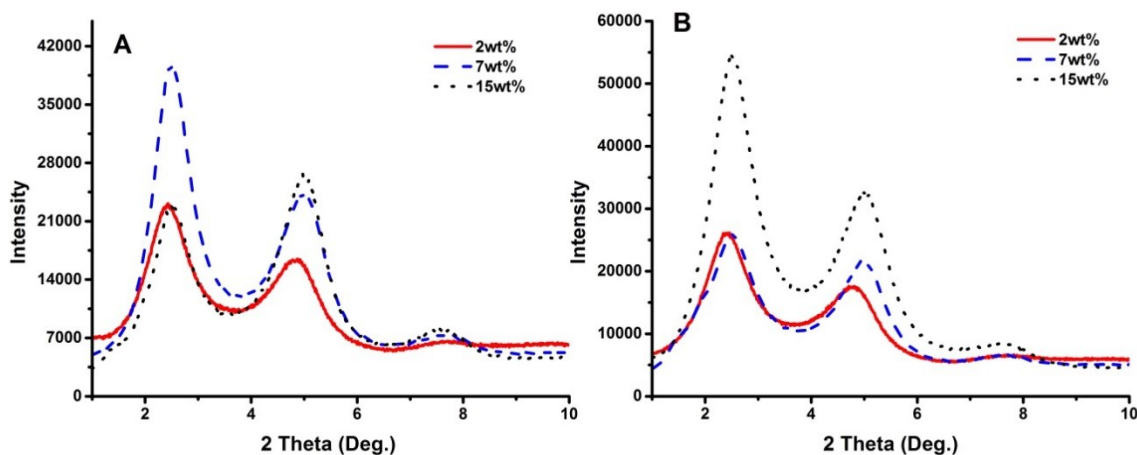 A
2wt%
7wt%
15wt%
42000
35000
28000
21000
14000
7000
0
Intensity
2
4
6
8
10
2 Theta (Deg.)
B
2wt%
7wt%
15wt%
60000
50000
40000
30000
20000
10000
0
Intensity
2
4
6
8
10
2 Theta (Deg.)